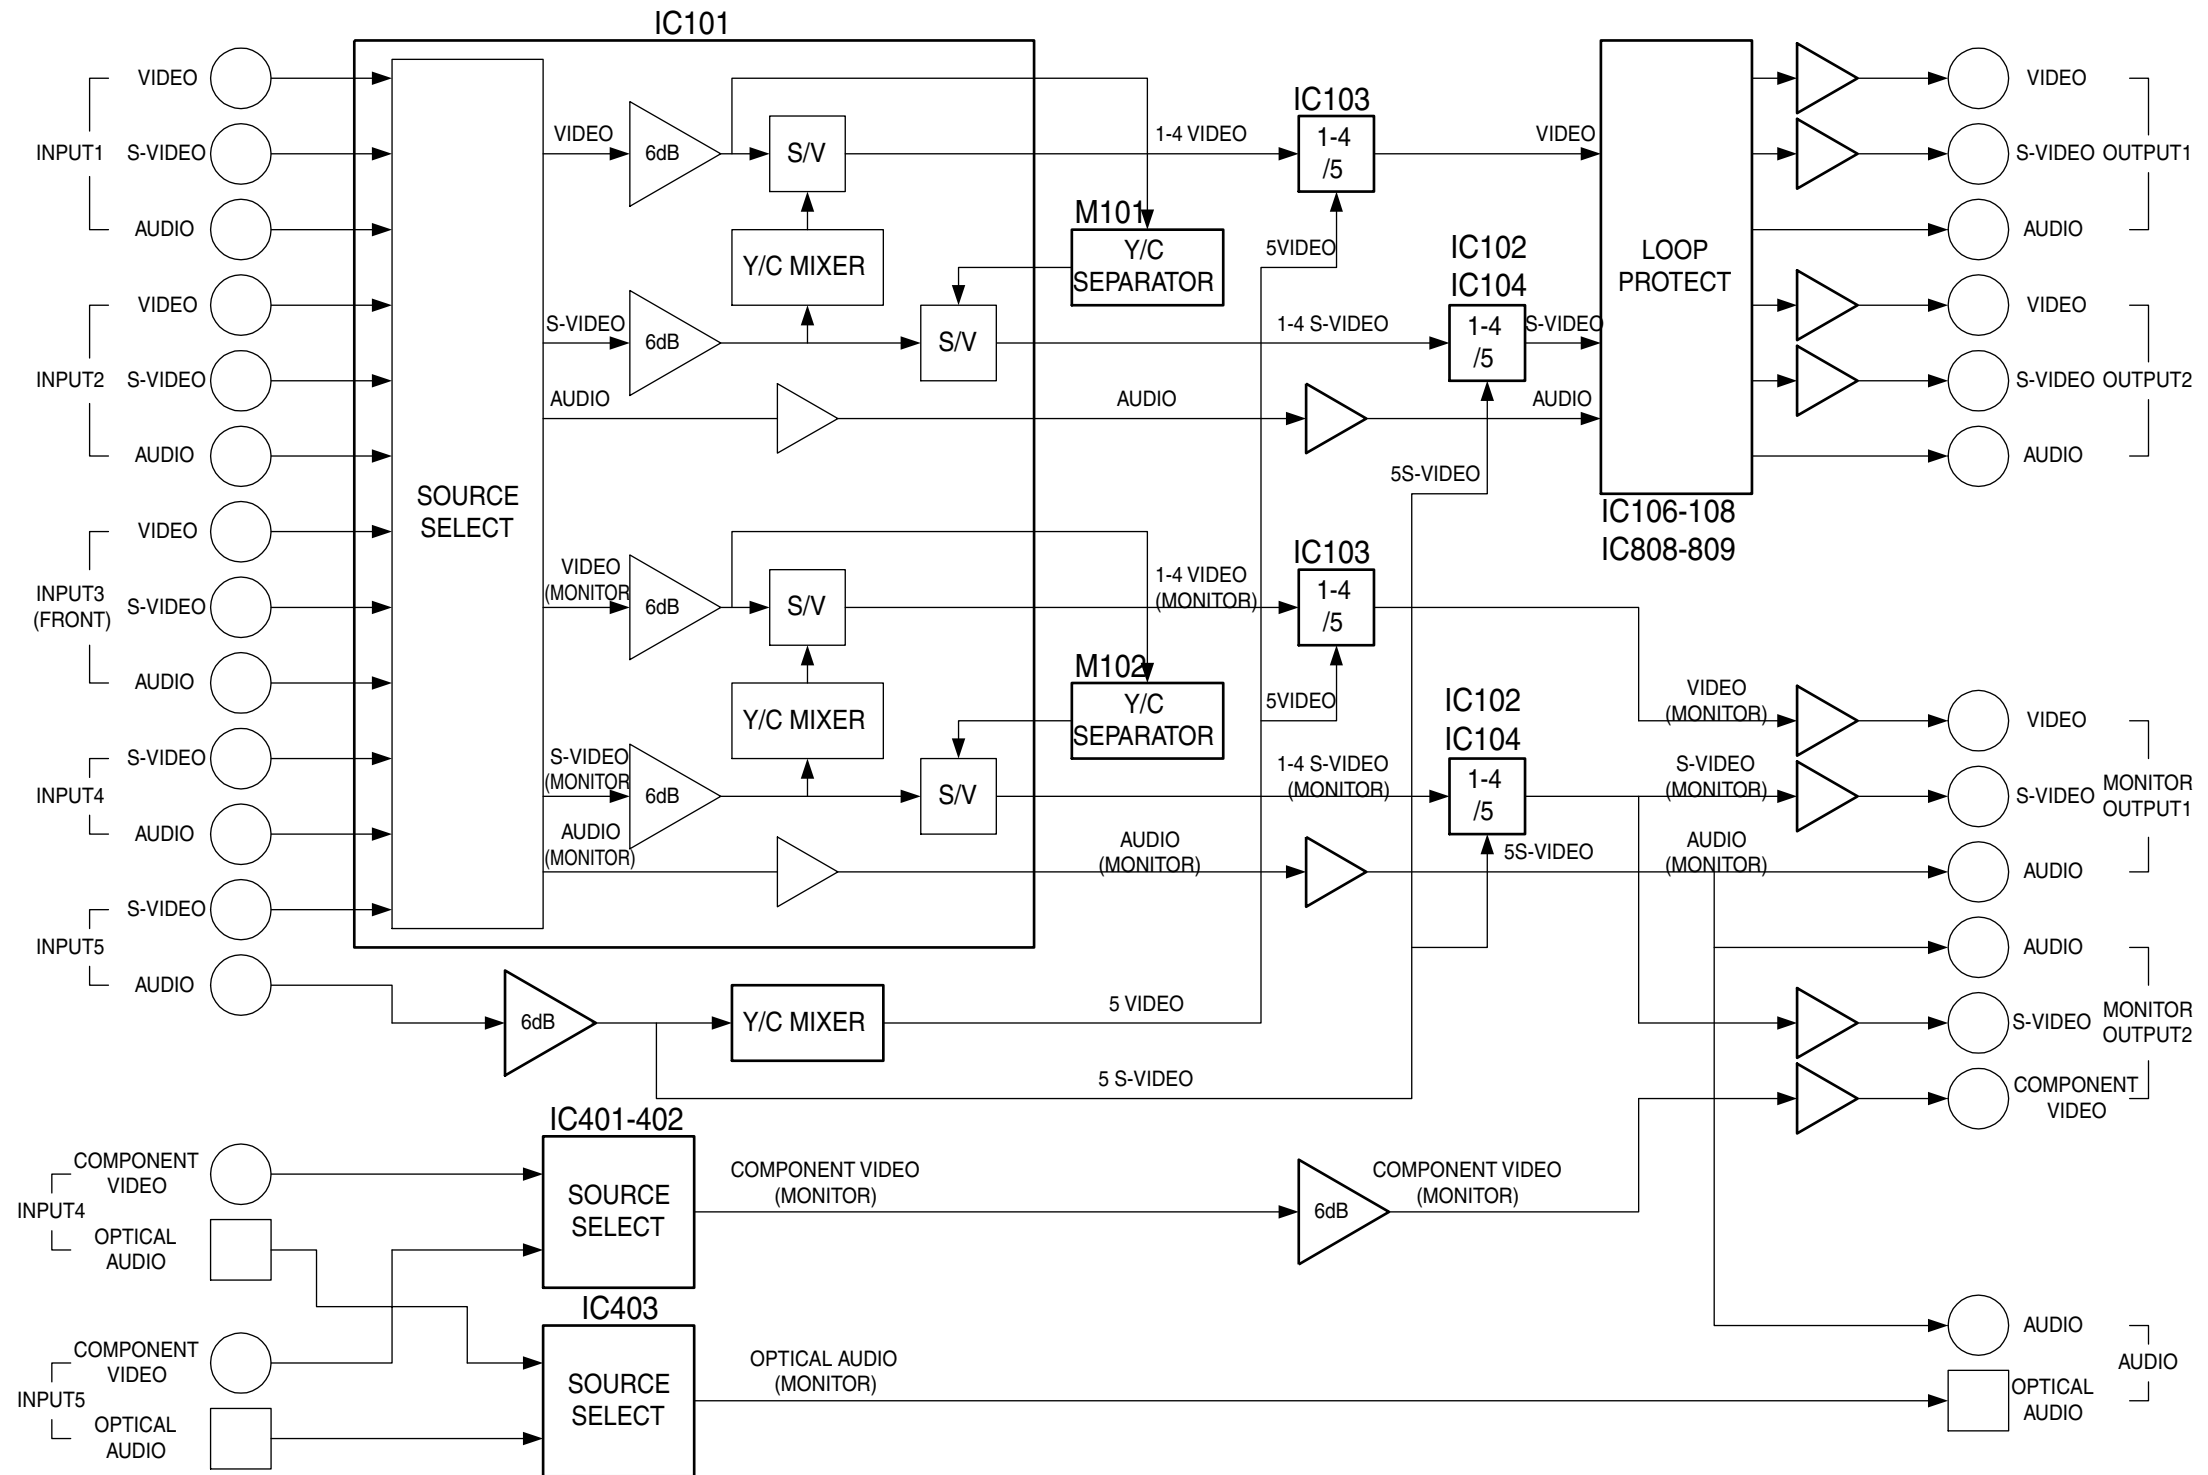 IC101
VIDEO
INPUT1
S-VIDEO
AUDIO
VIDEO
INPUT2
S-VIDEO
AUDIO
VIDEO
INPUT3
(FRONT)
S-VIDEO
AUDIO
S-VIDEO
INPUT4
AUDIO
S-VIDEO
INPUT5
AUDIO
SOURCE
SELECT
VIDEO
6dB
S/V
Y/C MIXER
S-VIDEO
6dB
S/V
AUDIO
VIDEO
(MONITOR
6dB
S/V
Y/C MIXER
S-VIDEO
(MONITOR
6dB
S/V
AUDIO
(MONITOR)
6dB
Y/C MIXER
5 VIDEO
5 S-VIDEO
1-4 VIDEO
M101
Y/C
SEPARATOR
AUDIO
1-4 VIDEO
(MONITOR)
M102
Y/C
SEPARATOR
AUDIO
(MONITOR)
IC103
1-4
/5
5VIDEO
1-4 S-VIDEO
IC102
IC104
1-4
/5
5S-VIDEO
IC103
1-4
/5
5VIDEO
1-4 S-VIDEO
(MONITOR)
IC102
IC104
1-4
/5
5S-VIDEO
VIDEO
S-VIDEO
AUDIO
LOOP
PROTECT
IC106-108
IC808-809
VIDEO
(MONITOR)
S-VIDEO
(MONITOR)
AUDIO
(MONITOR)
VIDEO
S-VIDEO OUTPUT1
AUDIO
VIDEO
S-VIDEO OUTPUT2
AUDIO
VIDEO
S-VIDEO
MONITOR
OUTPUT1
AUDIO
AUDIO
S-VIDEO
MONITOR
OUTPUT2
COMPONENT
VIDEO
IC401-402
COMPONENT
VIDEO
INPUT4
OPTICAL
AUDIO
SOURCE
SELECT
COMPONENT VIDEO
(MONITOR)
6dB
COMPONENT VIDEO
(MONITOR)
IC403
COMPONENT
VIDEO
INPUT5
OPTICAL
AUDIO
SOURCE
SELECT
OPTICAL AUDIO
(MONITOR)
AUDIO
AUDIO
OPTICAL
AUDIO